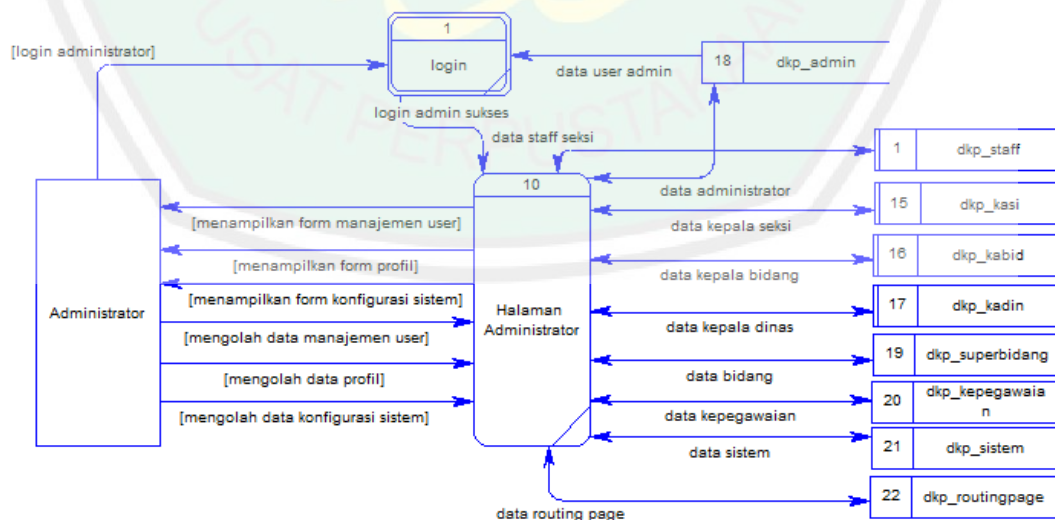 1
[login administrator]
login
18
dkp_admin
data user admin
login admin sukses
data staff seksi
1
dkp_staff
10
data administrator
15
dkp_kasi
[menampilkan form manajemen user]
data kepala seksi
16
dkp_kabid
[menampilkan form profil]
data kepala bidang
[menampilkan form konfigurasi sistem]
17
dkp_kadin
Administrator
Halaman
Administrator
data kepala dinas
[mengolah data manajemen user]
19
dkp_superbidang
[mengolah data profil]
data bidang
20
dkp_kepegawaia
n
[mengolah data konfigurasi sistem]
data kepegawaian
data sistem
21
dkp_sistem
22
dkp_routingpage
data routing page